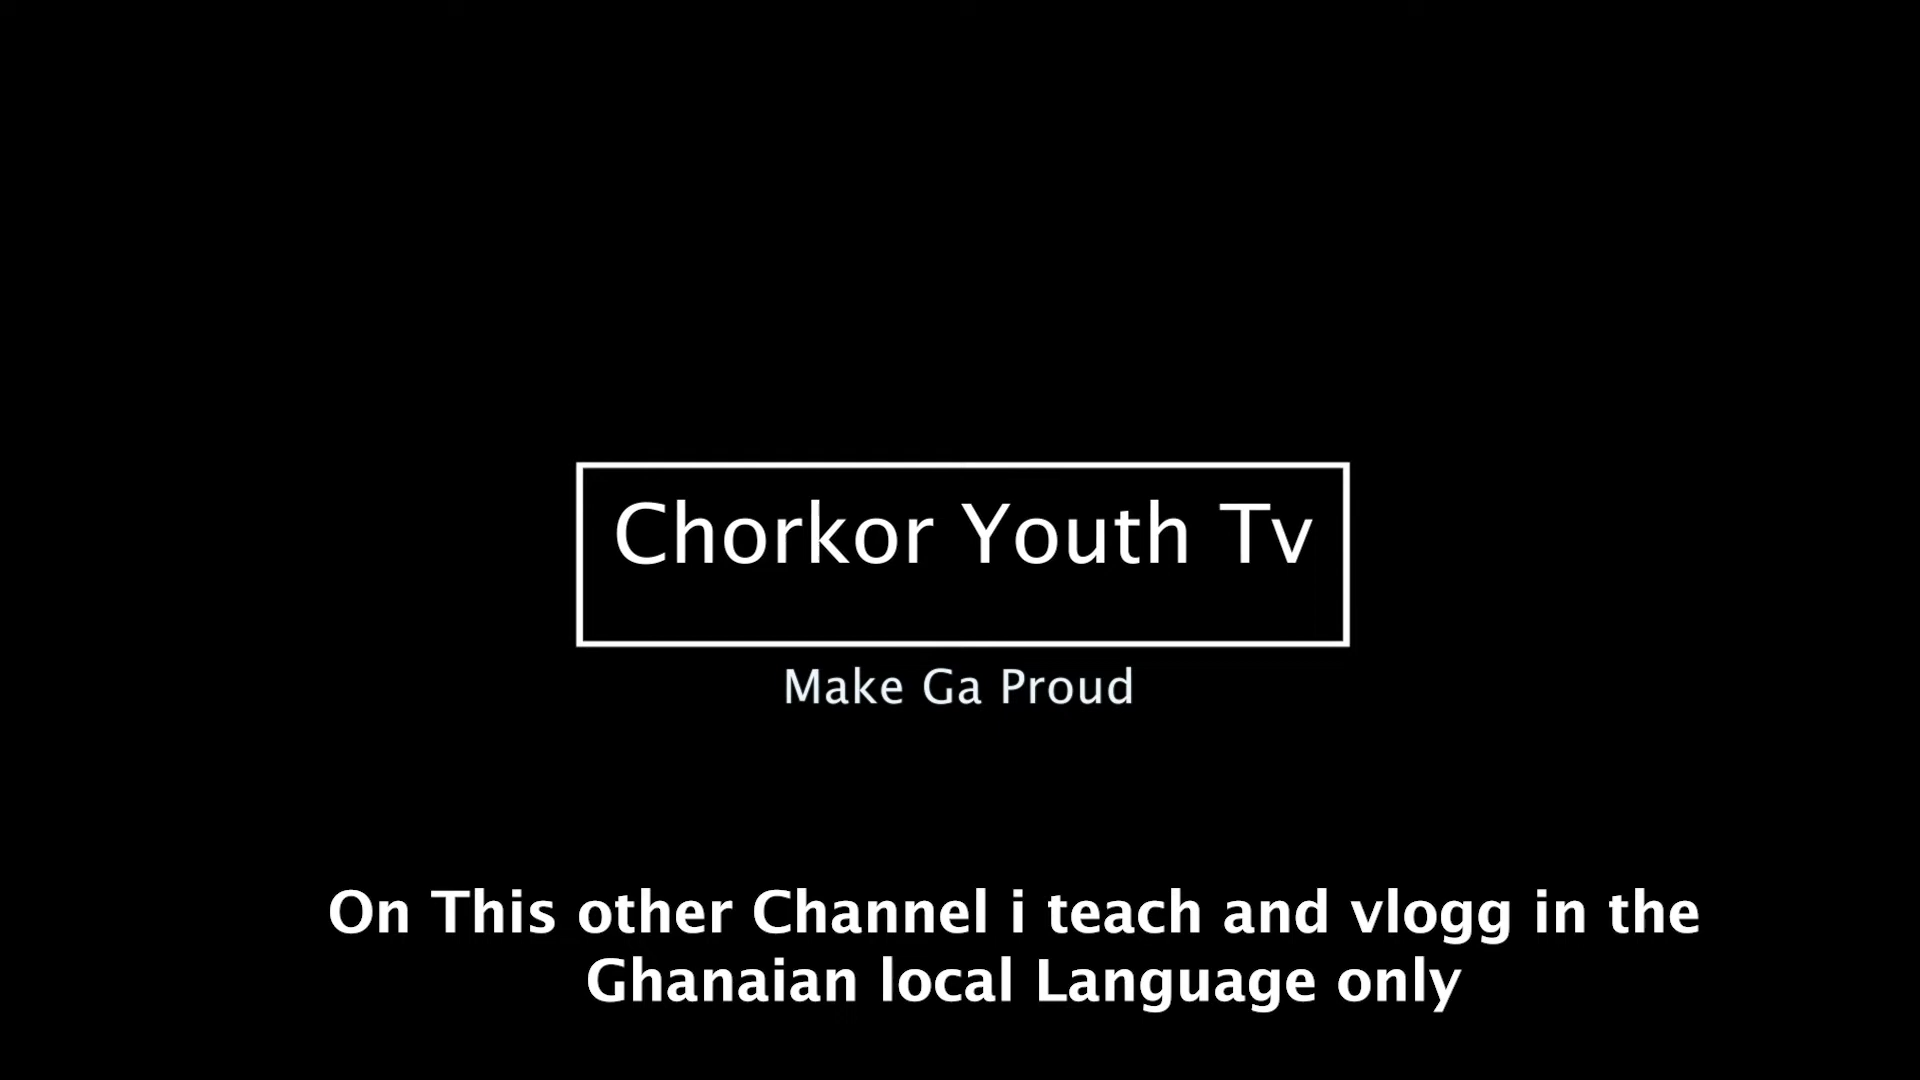 Chorkor Youth Tv
Make Ga Proud
On This other Channel i teach and vlogg in the
Ghanaian local Language only